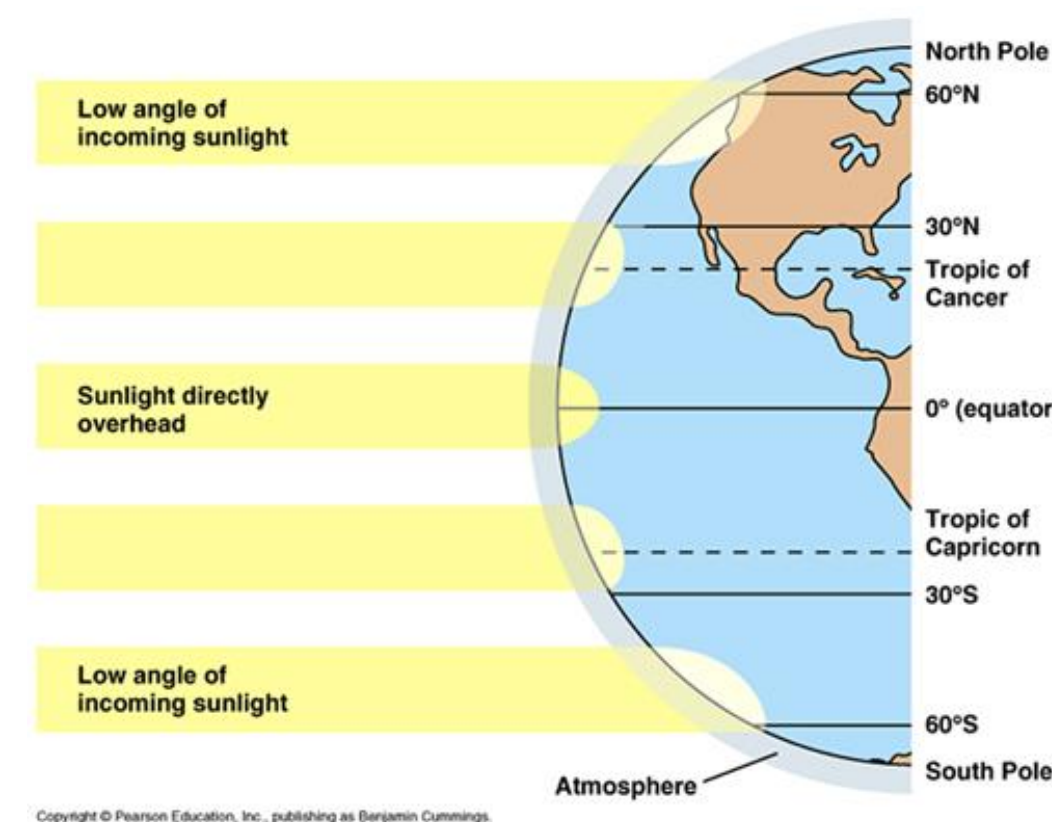 North Pole
60°N
Low angle of
incoming sunlight
30°N
Tropic of
Cancer
Sunlight directly
overhead
0° (equator
Tropic of
Capricorn
30°S
Low angle of
incoming sunlight
60°S
South Pole
Atmosphere
Copyright © Pearson Education, Inc., publishing as Benjamin Cummings.